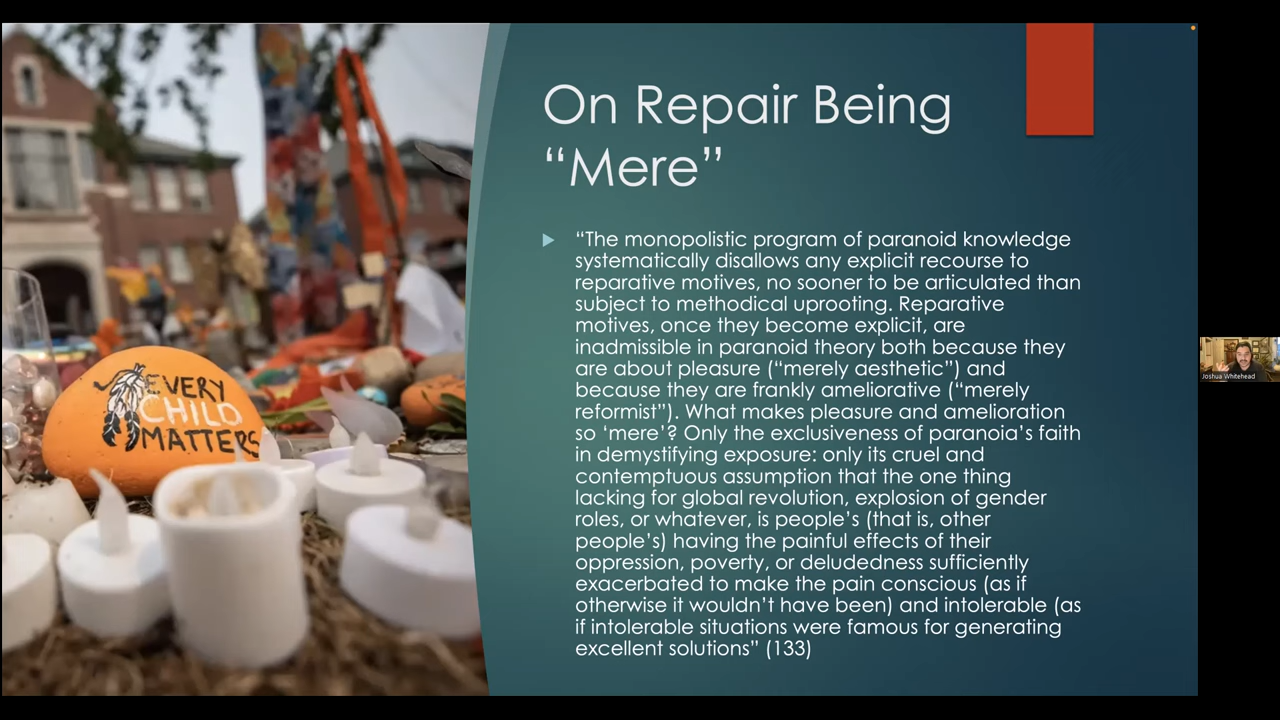 On Repair Being
“Mere”
“The monopolistic program of paranoid knowledge
systematically disallows any explicit recourse to
reparative motives, no sooner to be articulated than
subject to methodical uprooting. Reparative
motives, once they become explicit, are
inadmissible in paranoid theory both because they
are about pleasure (“merely aesthetic”) and
because they are frankly ameliorative (“merely
reformist”). What makes pleasure and amelioration
so ‘mere’? Only the exclusiveness of paranoia’s faith
in demystifying exposure: only its cruel and
contemptuous assumption that the one thing
lacking for global revolution, explosion of gender
roles, or whatever, is people’s (that is, other
people’s) having the painful effects of their
oppression, poverty, or deludedness sufficiently
exacerbated to make the pain conscious (as if
otherwise it wouldn’t have been) and intolerable (as
if intolerable situations were famous for generating
excellent solutions” (133)
EVERY
CHILD
MATTERS
Joshua Whitehead